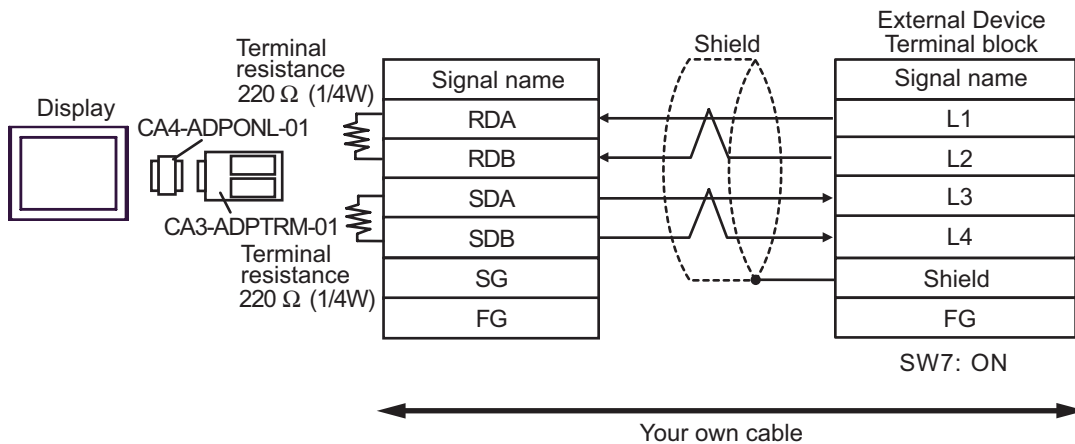 External Device
Terminal block
Shield
Terminal
resistance
220 Ω (1/4W)
Display
CA4-ADPONL-01
CA3-ADPTRM-01
Terminal
resistance
220 Ω (1/4W)
Signal name
RDA
RDB
SDA
SDB
SG
FG
Signal name
L1
L2
L3
L4
Shield
FG
SW7: ON
Your own cable